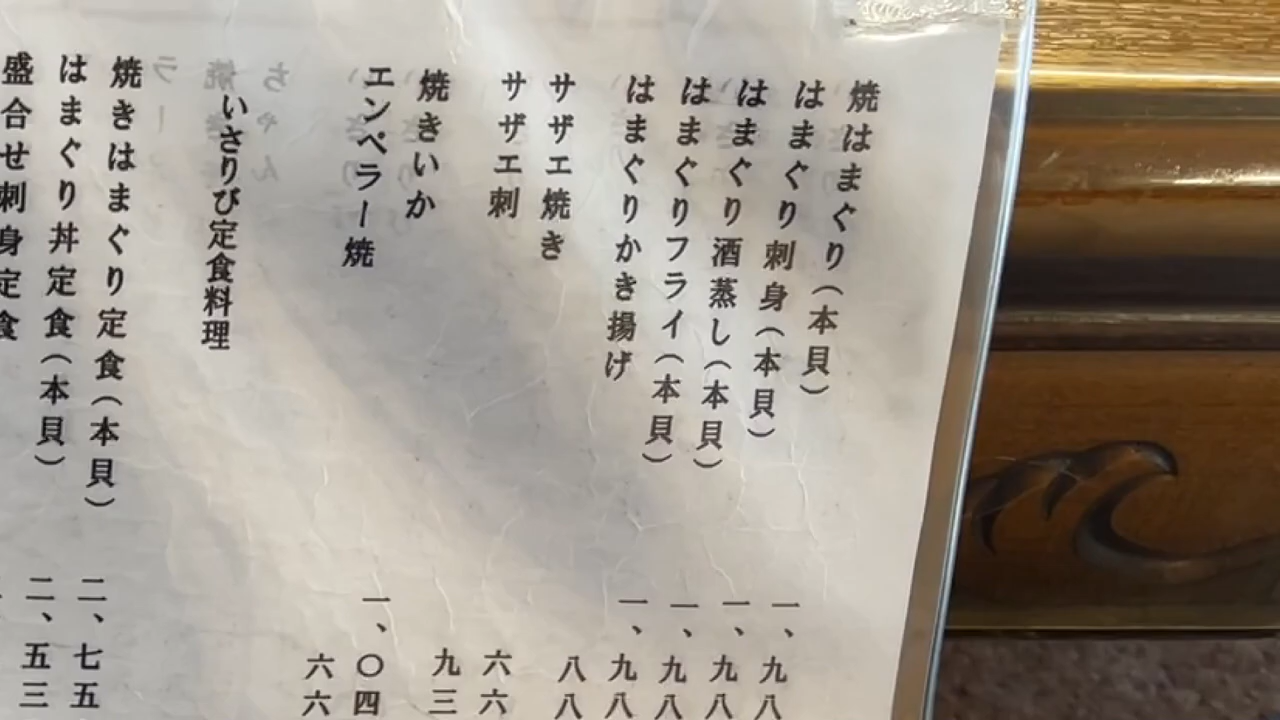 焼はまぐり(本貝) 一、九八
はまぐり刺身(本貝) 一、九八
はまぐり酒蒸し(本貝) 一、九八
はまぐりフライ(本貝) 一、九八
はまぐりかき揚げ 八八
サザエ焼き 六六
サザエ刺 九三
焼きいか 一、〇四
エンペラー焼 六六
いさりび定食料理
焼きはまぐり定食(本貝) 二、七五
はまぐり丼定食(本貝) 二、五三
盛合せ刺身定食